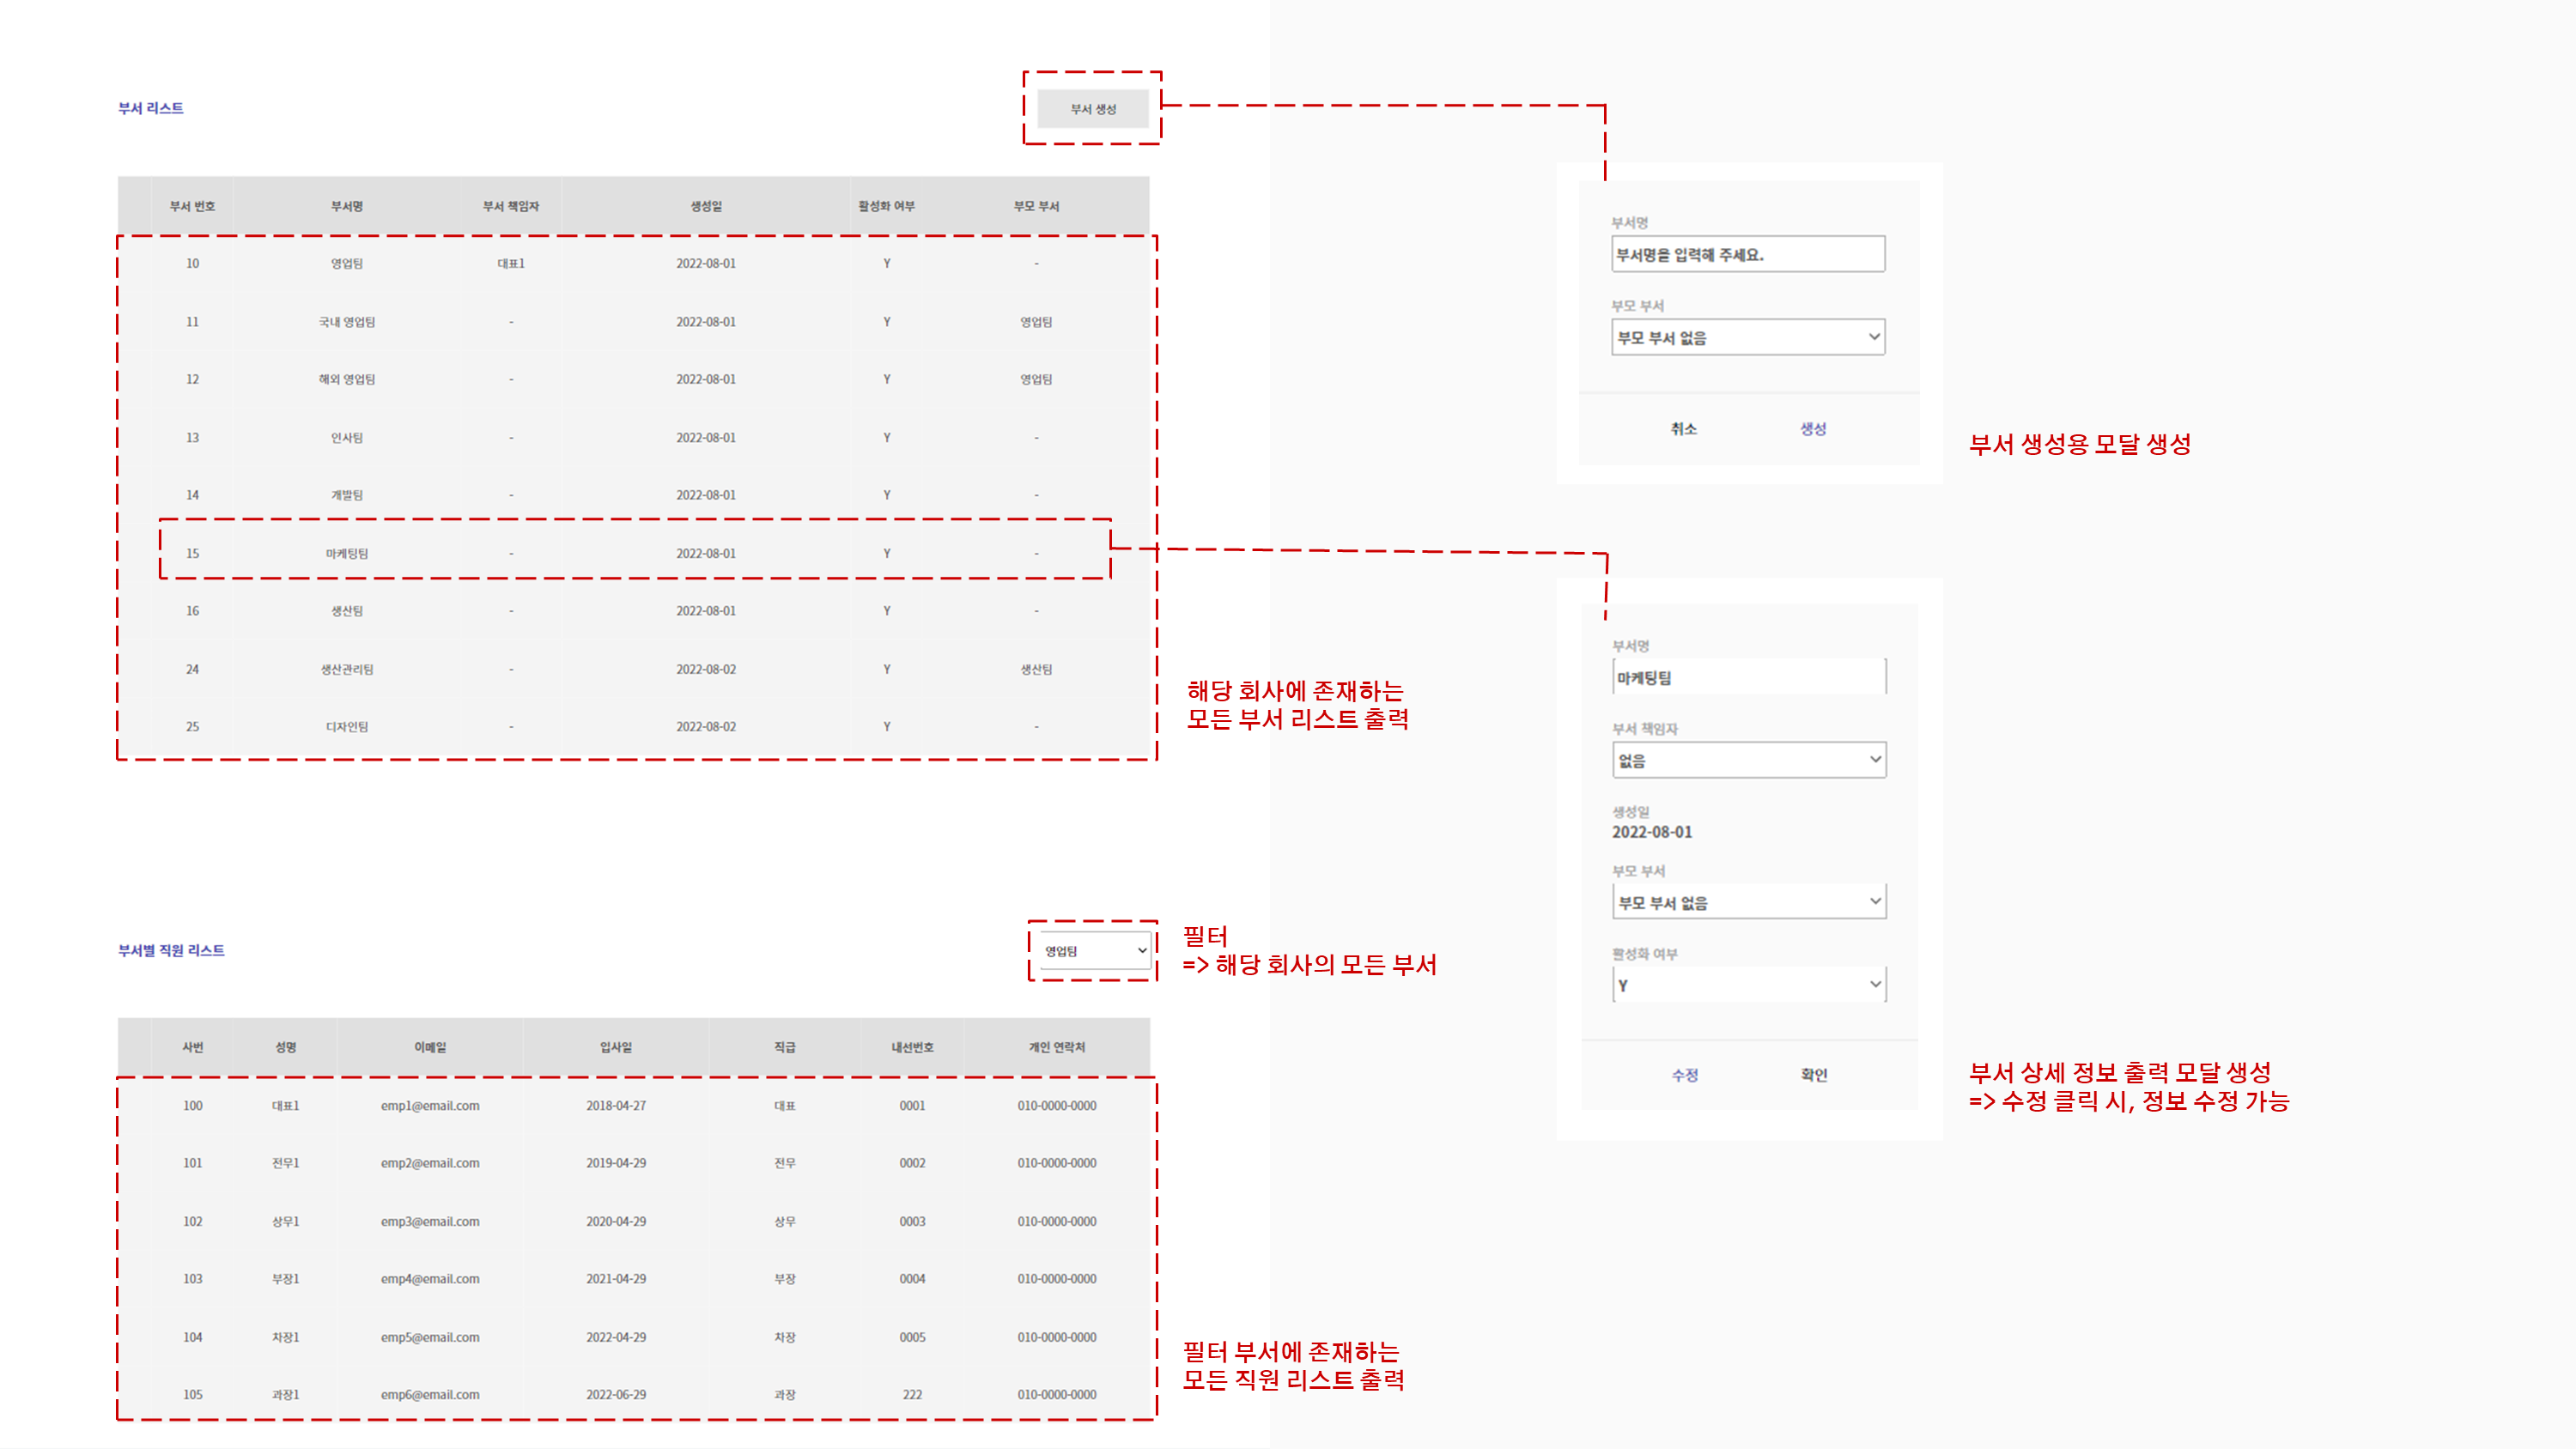 부서 리스트
부서 생성
부서 번호 부서명 부서 책임자 생성일 활성화 여부 부모 부서
10 영업팀 대표1 2022-08-01 Y -
11 국내 영업팀 - 2022-08-01 Y 영업팀
12 해외 영업팀 - 2022-08-01 Y 영업팀
13 인사팀 - 2022-08-01 Y -
14 개발팀 - 2022-08-01 Y -
15 마케팅팀 - 2022-08-01 Y -
16 생산팀 - 2022-08-01 Y -
24 생산관리팀 - 2022-08-02 Y 생산팀
25 디자인팀 - 2022-08-02 Y -
해당 회사에 존재하는
모든 부서 리스트 출력
부서명
부서명을 입력해 주세요.
부모 부서
부모 부서 없음
취소 생성
부서 생성용 모달 생성
부서명
마케팅팀
부서 책임자
없음
생성일
2022-08-01
부모 부서
부모 부서 없음
활성화 여부
Y
수정 확인
부서 상세 정보 출력 모달 생성
=> 수정 클릭 시, 정보 수정 가능
부서별 직원 리스트
영업팀
필터
=> 해당 회사의 모든 부서
사번 성명 이메일 입사일 직급 내선번호 개인 연락처
100 대표1 emp1@email.com 2018-04-27 대표 0001 010-0000-0000
101 전무1 emp2@email.com 2019-04-29 전무 0002 010-0000-0000
102 상무1 emp3@email.com 2020-04-29 상무 0003 010-0000-0000
103 부장1 emp4@email.com 2021-04-29 부장 0004 010-0000-0000
104 차장1 emp5@email.com 2022-04-29 차장 0005 010-0000-0000
105 과장1 emp6@email.com 2022-06-29 과장 222 010-0000-0000
필터 부서에 존재하는
모든 직원 리스트 출력